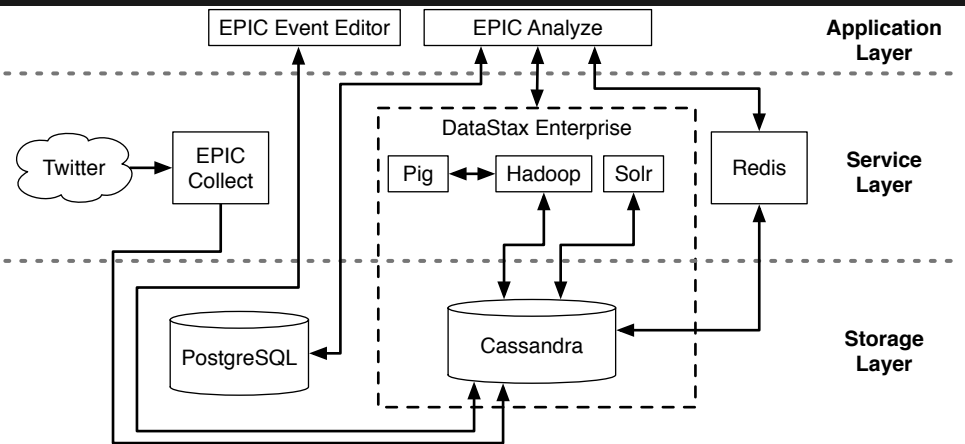 EPIC Event Editor
EPIC Analyze
Application
Layer
DataStax Enterprise
Twitter
EPIC
Collect
Pig
Hadoop
Solr
Redis
Service
Layer
PostgreSQL
Cassandra
Storage
Layer